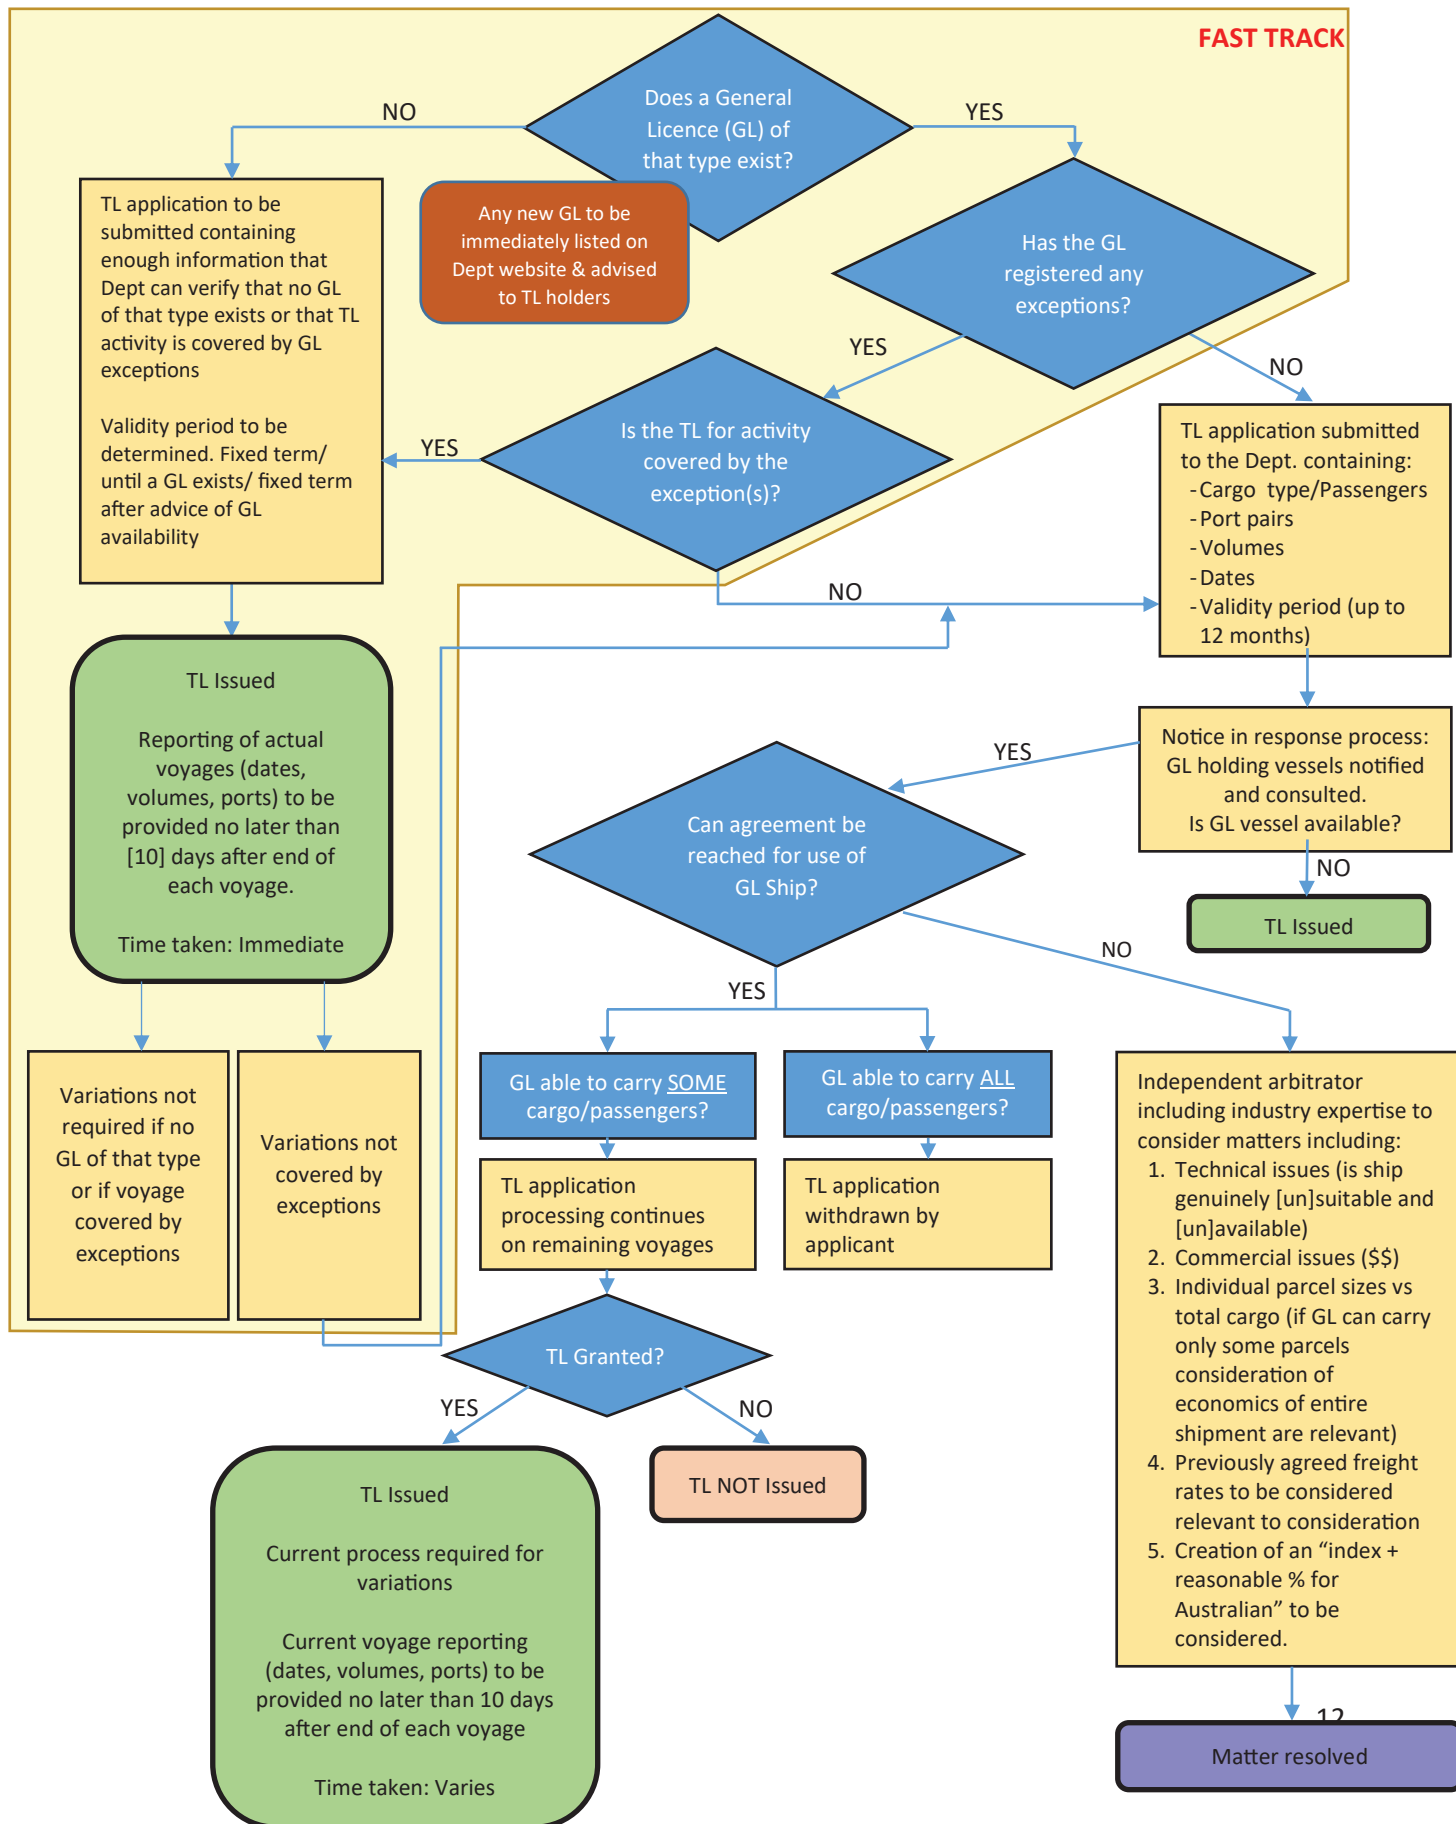 FAST TRACK
Does a General
Licence (GL) of
that type exist?
NO
YES
Any new GL to be
immediately listed on
Dept website & advised
to TL holders
TL application to be
submitted containing
enough information that
Dept can verify that no GL
of that type exists or that TL
activity is covered by GL
exceptions
Validity period to be
determined. Fixed term/
until a GL exists/ fixed term
after advice of GL
availability
Has the GL
registered any
exceptions?
YES
NO
Is the TL for activity
covered by the
exception(s)?
YES
NO
TL application submitted
to the Dept. containing:
- Cargo type/Passengers
- Port pairs
- Volumes
- Dates
- Validity period (up to
12 months)
TL Issued
Reporting of actual
voyages (dates,
volumes, ports) to be
provided no later than
[10] days after end of
each voyage.
Time taken: Immediate
Notice in response process:
GL holding vessels notified
and consulted.
Is GL vessel available?
YES
NO
TL Issued
Can agreement be
reached for use of
GL Ship?
YES
NO
Variations not
required if no
GL of that type
or if voyage
covered by
exceptions
Variations not
covered by
exceptions
GL able to carry SOME
cargo/passengers?
GL able to carry ALL
cargo/passengers?
TL application
processing continues
on remaining voyages
TL application
withdrawn by
applicant
Independent arbitrator
including industry expertise to
consider matters including:
1. Technical issues (is ship
genuinely [un]suitable and
[un]available)
2. Commercial issues ($$)
3. Individual parcel sizes vs
total cargo (if GL can carry
only some parcels
consideration of
economics of entire
shipment are relevant)
4. Previously agreed freight
rates to be considered
relevant to consideration
5. Creation of an “index +
reasonable % for
Australian” to be
considered.
TL Granted?
YES
NO
TL NOT Issued
TL Issued
Current process required for
variations
Current voyage reporting
(dates, volumes, ports) to be
provided no later than 10 days
after end of each voyage
Time taken: Varies
12
Matter resolved